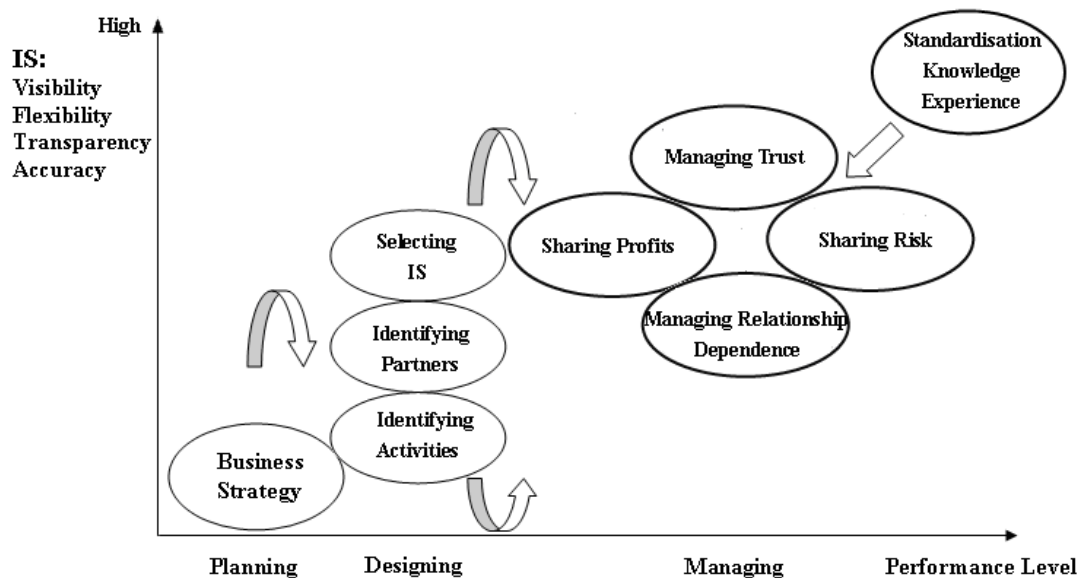 High
IS:
Visibility
Flexibility
Transparency
Accuracy
Standardisation
Knowledge
Experience
Managing Trust
Selecting
IS
Sharing Profits
Sharing Risk
Identifying
Partners
Managing Relationship
Dependence
Identifying
Activities
Business
Strategy
Planning
Designing
Managing
Performance Level